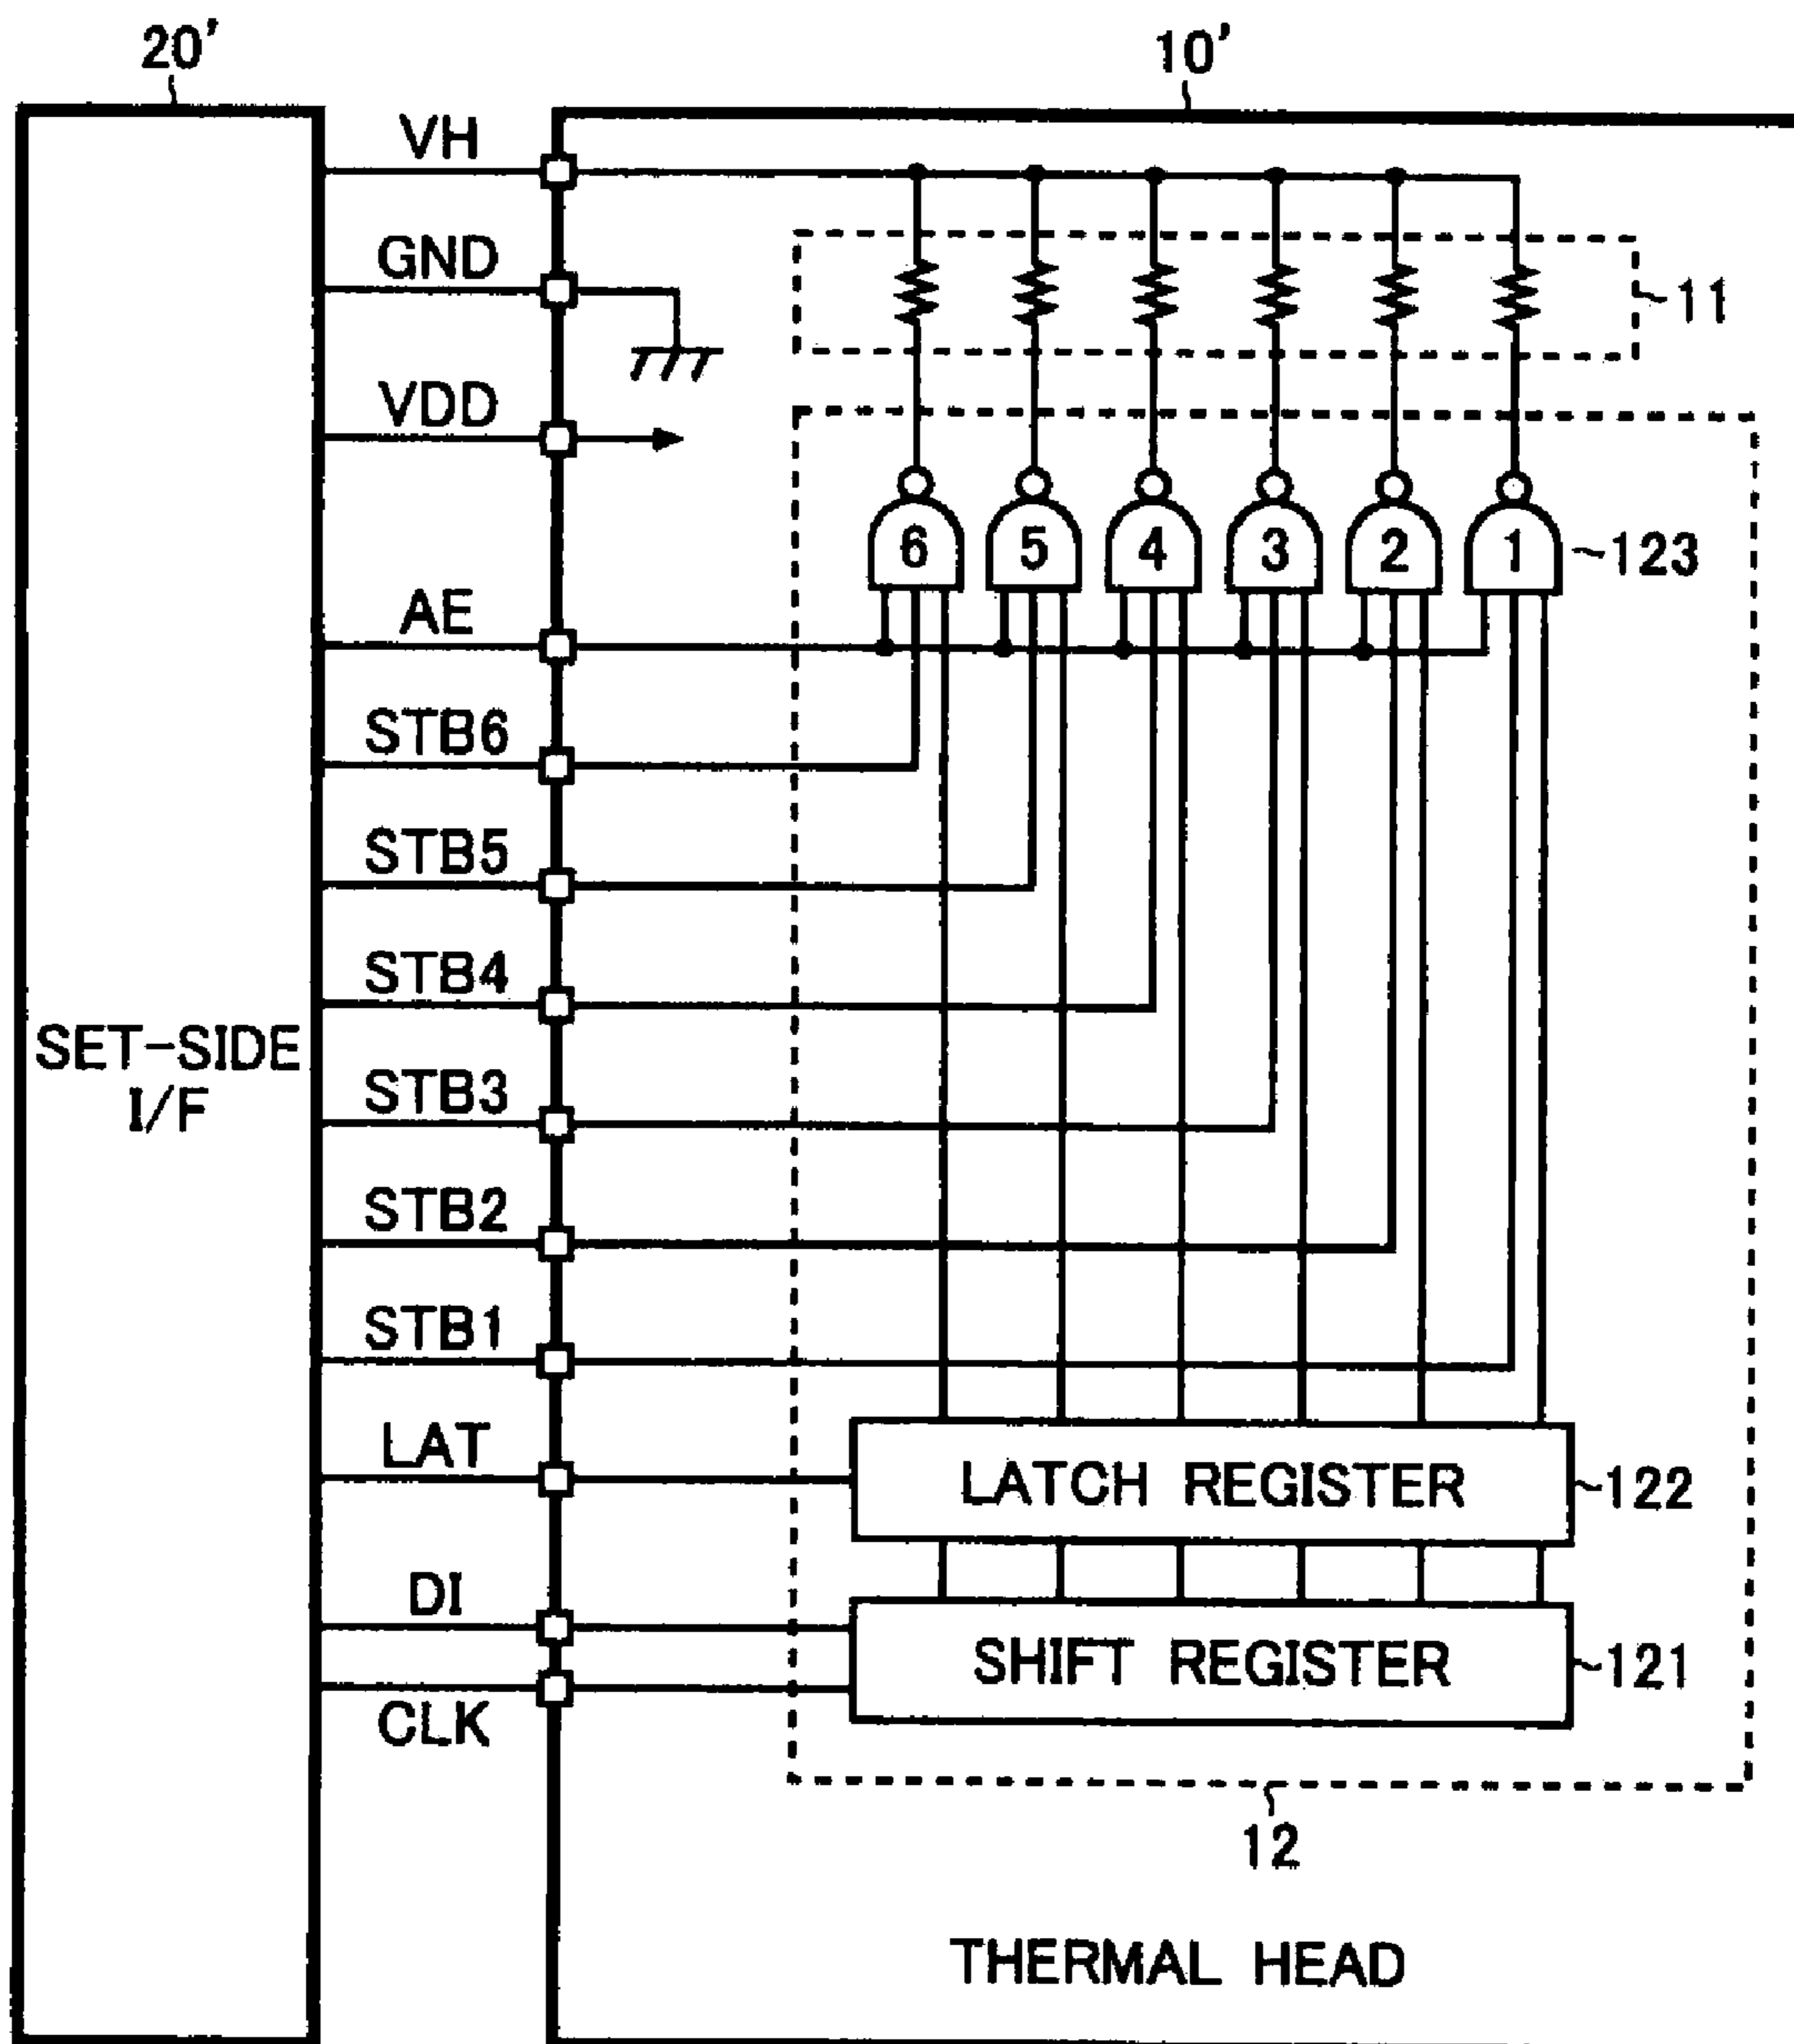 20'
10'
VH
GND
11
VDD
6 5 4 3 2 1
123
AE
STB6
STB5
STB4
SET-SIDE
I/F
STB3
STB2
STB1
LAT
LATCH REGISTER
122
DI
SHIFT REGISTER
121
CLK
12
THERMAL HEAD